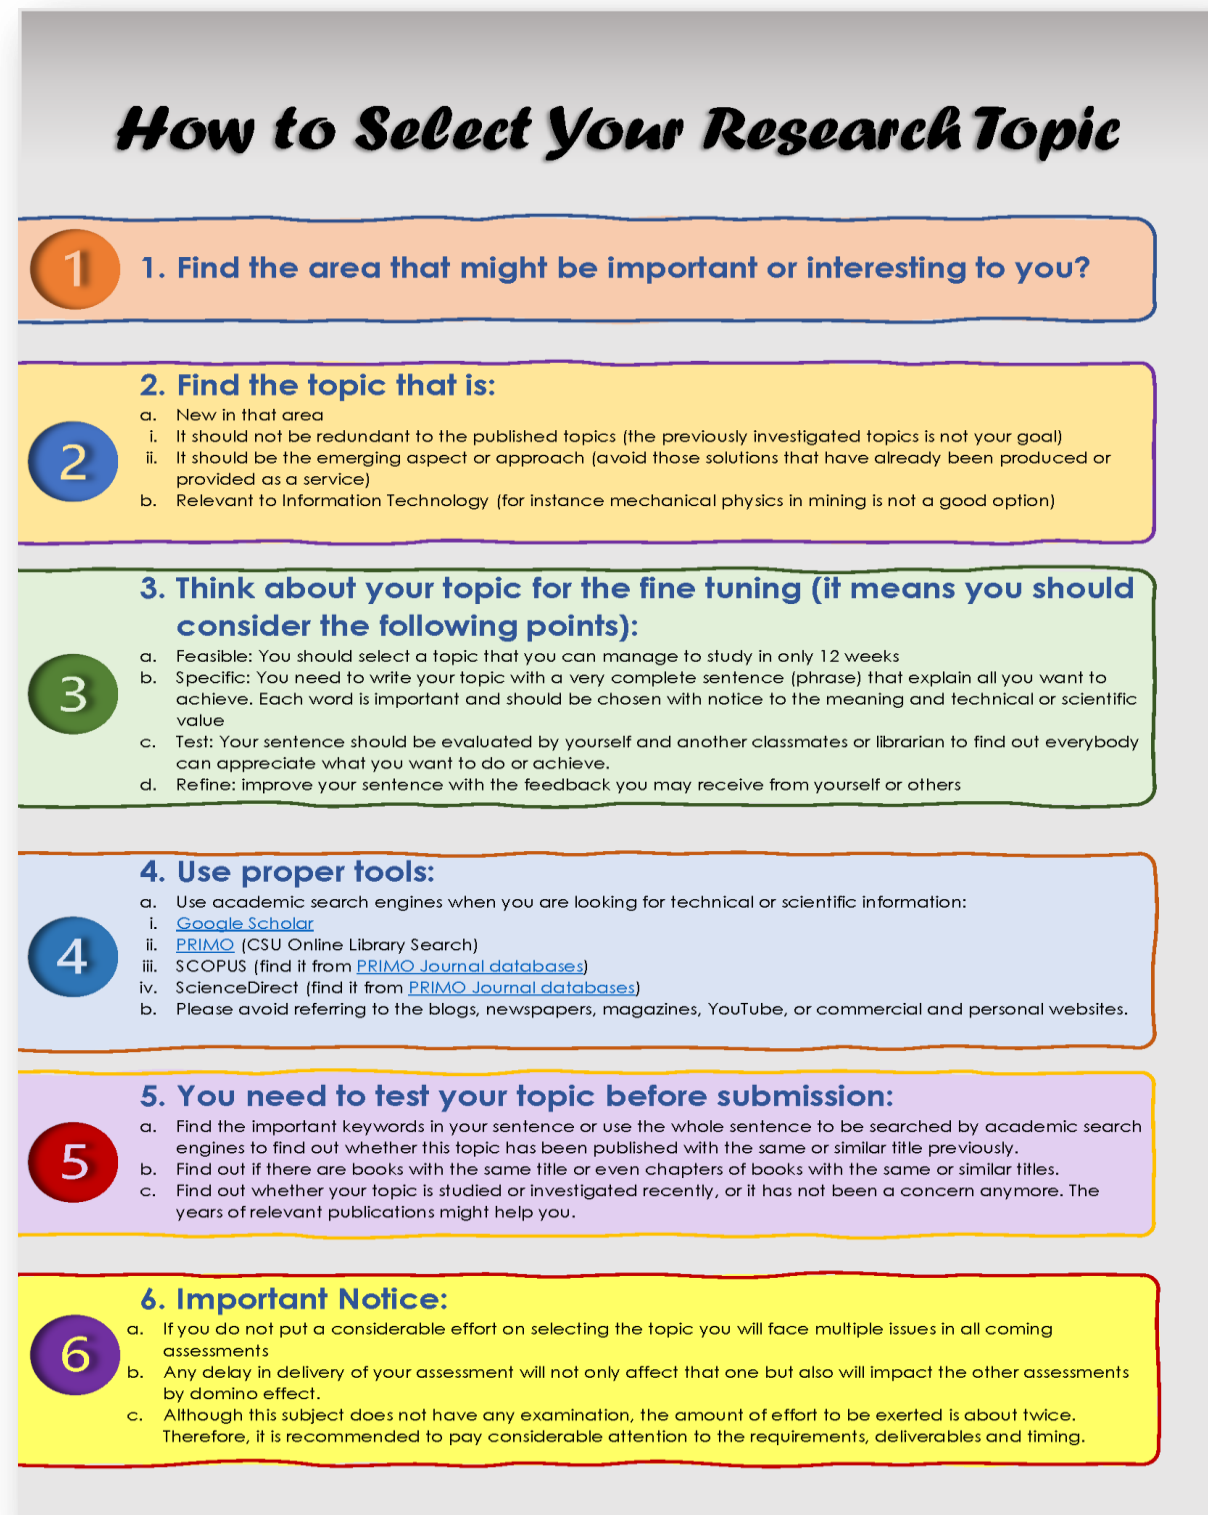 How to Select Your Research Topic
1
1. Find the area that might be important or interesting to you?
2
2. Find the topic that is:
a. New in that area
i. It should not be redundant to the published topics (the previously investigated topics is not your goal)
ii. It should be the emerging aspect or approach (avoid those solutions that have already been produced or
provided as a service)
b. Relevant to Information Technology (for instance mechanical physics in mining is not a good option)
3
3. Think about your topic for the fine tuning (it means you should
consider the following points):
a. Feasible: You should select a topic that you can manage to study in only 12 weeks
b. Specific: You need to write your topic with a very complete sentence (phrase) that explain all you want to
achieve. Each word is important and should be chosen with notice to the meaning and technical or scientific
value
c. Test: Your sentence should be evaluated by yourself and another classmates or librarian to find out everybody
can appreciate what you want to do or achieve.
d. Refine: improve your sentence with the feedback you may receive from yourself or others
4
4. Use proper tools:
a. Use academic search engines when you are looking for technical or scientific information:
i. Google Scholar
ii. PRIMO (CSU Online Library Search)
iii. SCOPUS (find it from PRIMO Journal databases)
iv. ScienceDirect (find it from PRIMO Journal databases)
b. Please avoid referring to the blogs, newspapers, magazines, YouTube, or commercial and personal websites.
5
5. You need to test your topic before submission:
a. Find the important keywords in your sentence or use the whole sentence to be searched by academic search
engines to find out whether this topic has been published with the same or similar title previously.
b. Find out if there are books with the same title or even chapters of books with the same or similar titles.
c. Find out whether your topic is studied or investigated recently, or it has not been a concern anymore. The
years of relevant publications might help you.
6
6. Important Notice:
a. If you do not put a considerable effort on selecting the topic you will face multiple issues in all coming
assessments
b. Any delay in delivery of your assessment will not only affect that one but also will impact the other assessments
by domino effect.
c. Although this subject does not have any examination, the amount of effort to be exerted is about twice.
Therefore, it is recommended to pay considerable attention to the requirements, deliverables and timing.